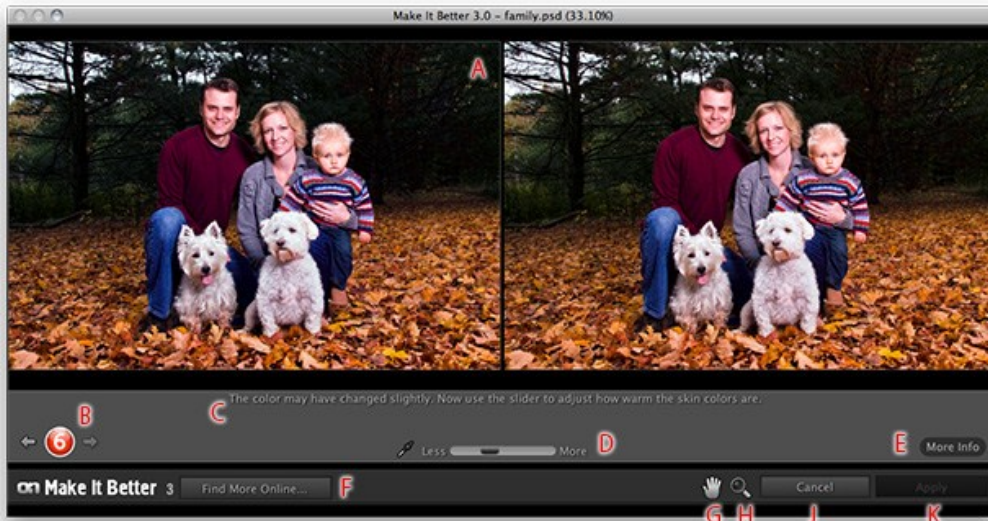 Make It Better 3.0 – family.psd (33.10%)
A
The color may have changed slightly. Now use the slider to adjust how warm the skin colors are.
B
C
6
Less
More
D
E
More Info
on Make It Better 3
Find More Online...
F
Cancel
Apply
G
H
K